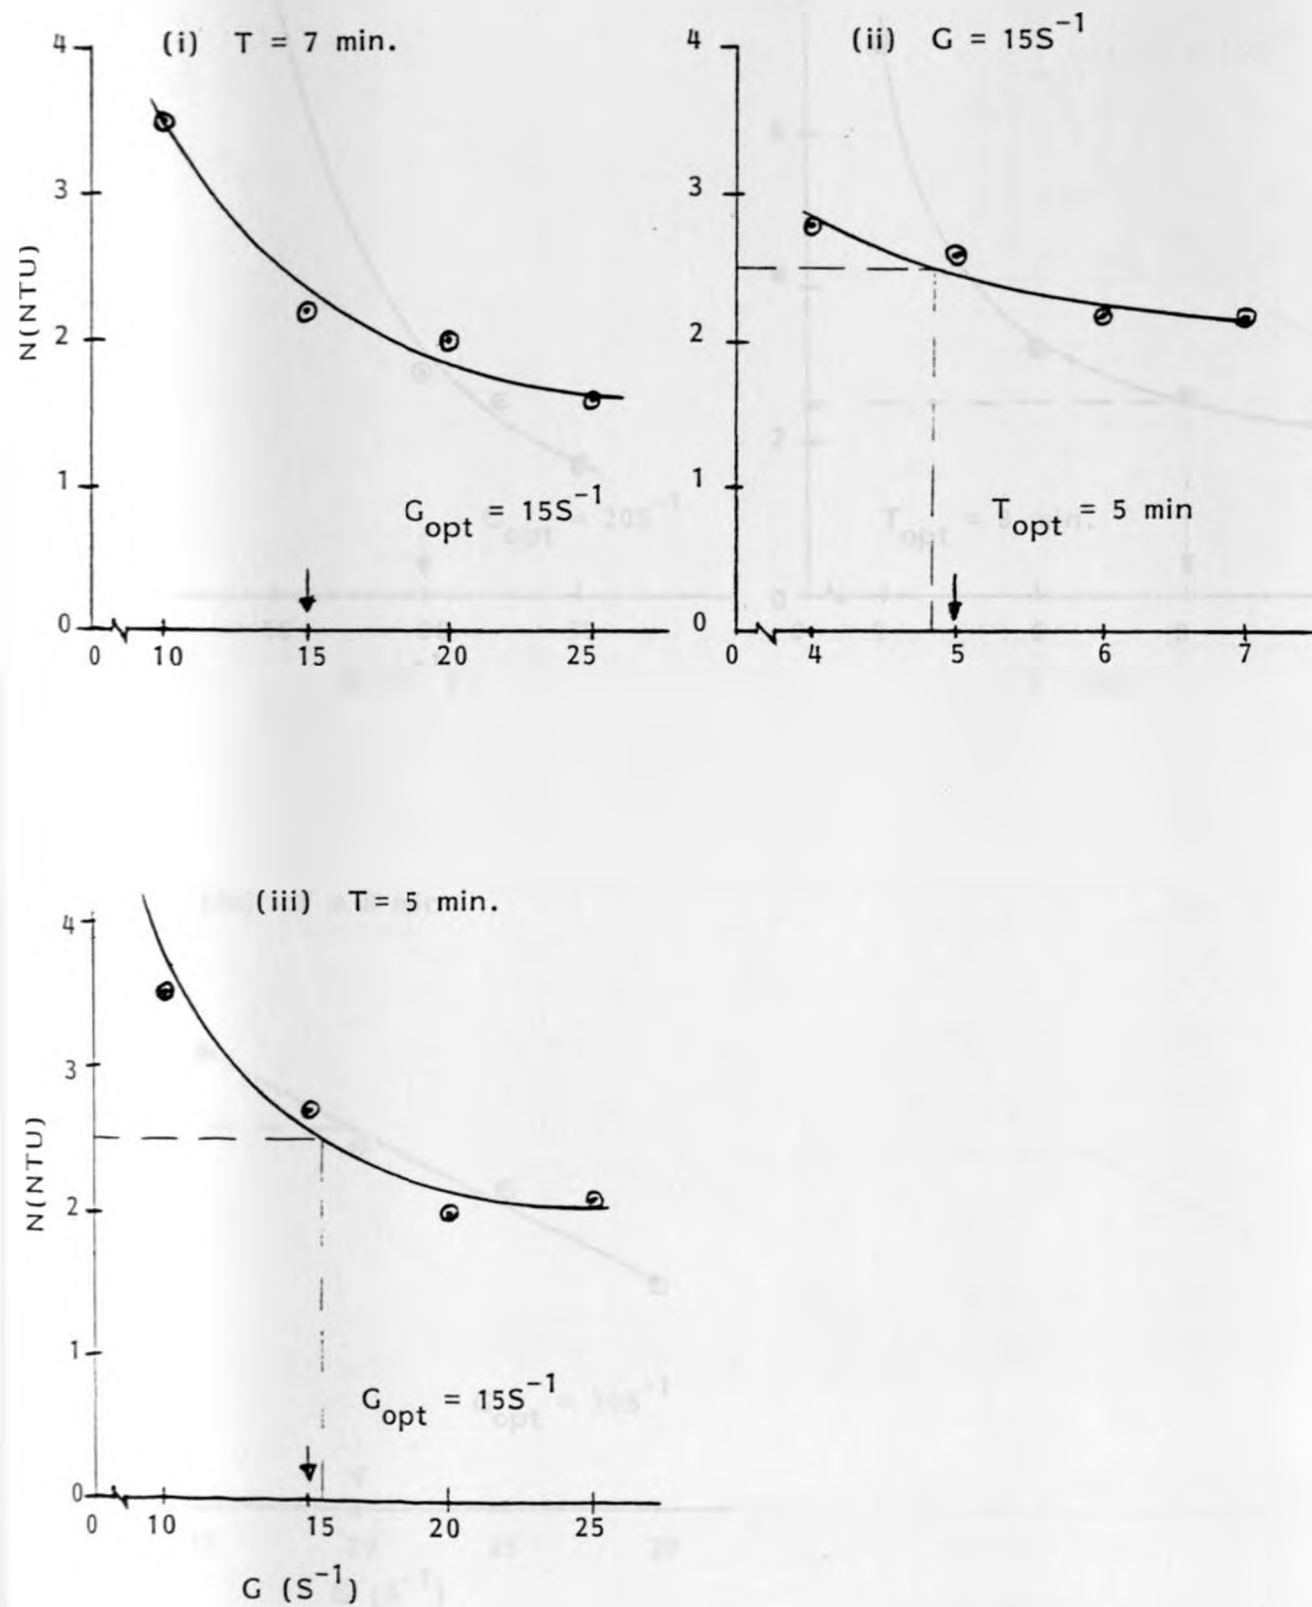 (i) T = 7 min.
4
3
2
1
0
N(NTU)
G_opt = 15S⁻¹
0 10 15 20 25
(ii) G = 15S⁻¹
4
3
2
1
0
T_opt = 5 min
0 4 5 6 7
(iii) T= 5 min.
4
3
2
1
0
N(NTU)
G_opt = 15S⁻¹
0 10 15 20 25
G (S⁻¹)